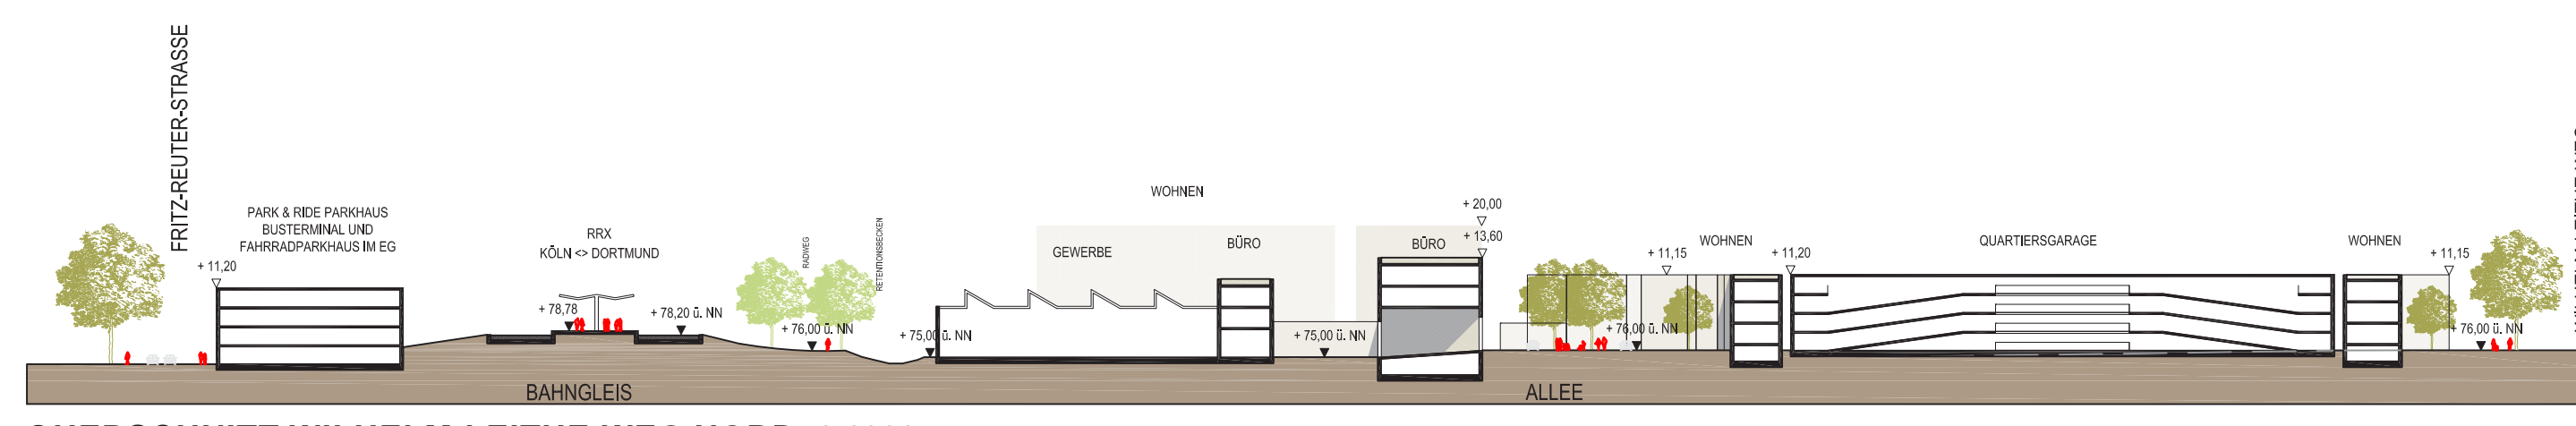 FRITZ-REUTER-STRASSE
+ 11,20
PARK & RIDE PARKHAUS
BUSTERMINAL UND
FAHRRADPARKHAUS IM EG
RRX
KÖLN <> DORTMUND
+ 78,78
+ 78,20 ü. NN
BAHNGLEIS
RADWEG
+ 76,00 ü. NN
RETENTIONSBECKEN
+ 75,00 ü. NN
WOHNEN
GEWERBE
BÜRO
+ 75,00 ü. NN
BÜRO
+ 20,00
+ 13,60
ALLEE
+ 76,00 ü. NN
+ 11,15
WOHNEN
+ 11,20
QUARTIERSGARAGE
WOHNEN
+ 11,15
+ 76,00 ü. NN